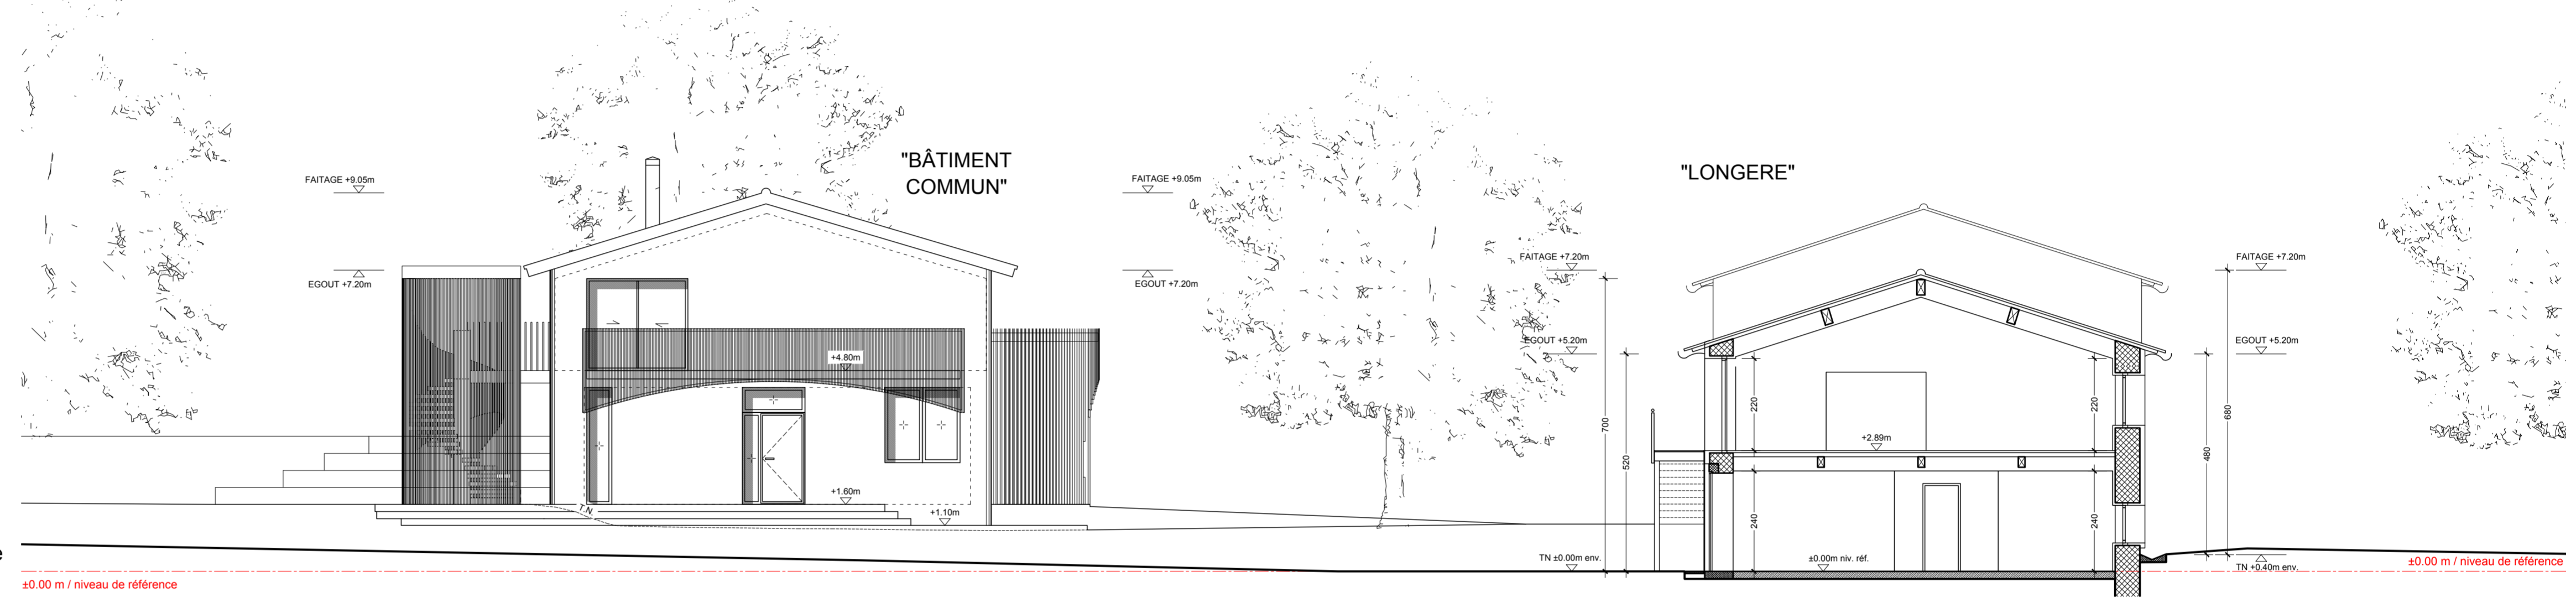 "BÂTIMENT
COMMUN"
"LONGERE"
FAITAGE +9.05m
EGOUT +7.20m
FAITAGE +9.05m
EGOUT +7.20m
+4.80m
+1.60m
+1.10m
T.N.
FAITAGE +7.20m
EGOUT +5.20m
700
520
TN ±0.00m env.
220
220
+2.89m
240
240
±0.00m niv. réf.
FAITAGE +7.20m
EGOUT +5.20m
680
480
TN +0.40m env.
e
±0.00 m / niveau de référence
±0.00 m / niveau de référence